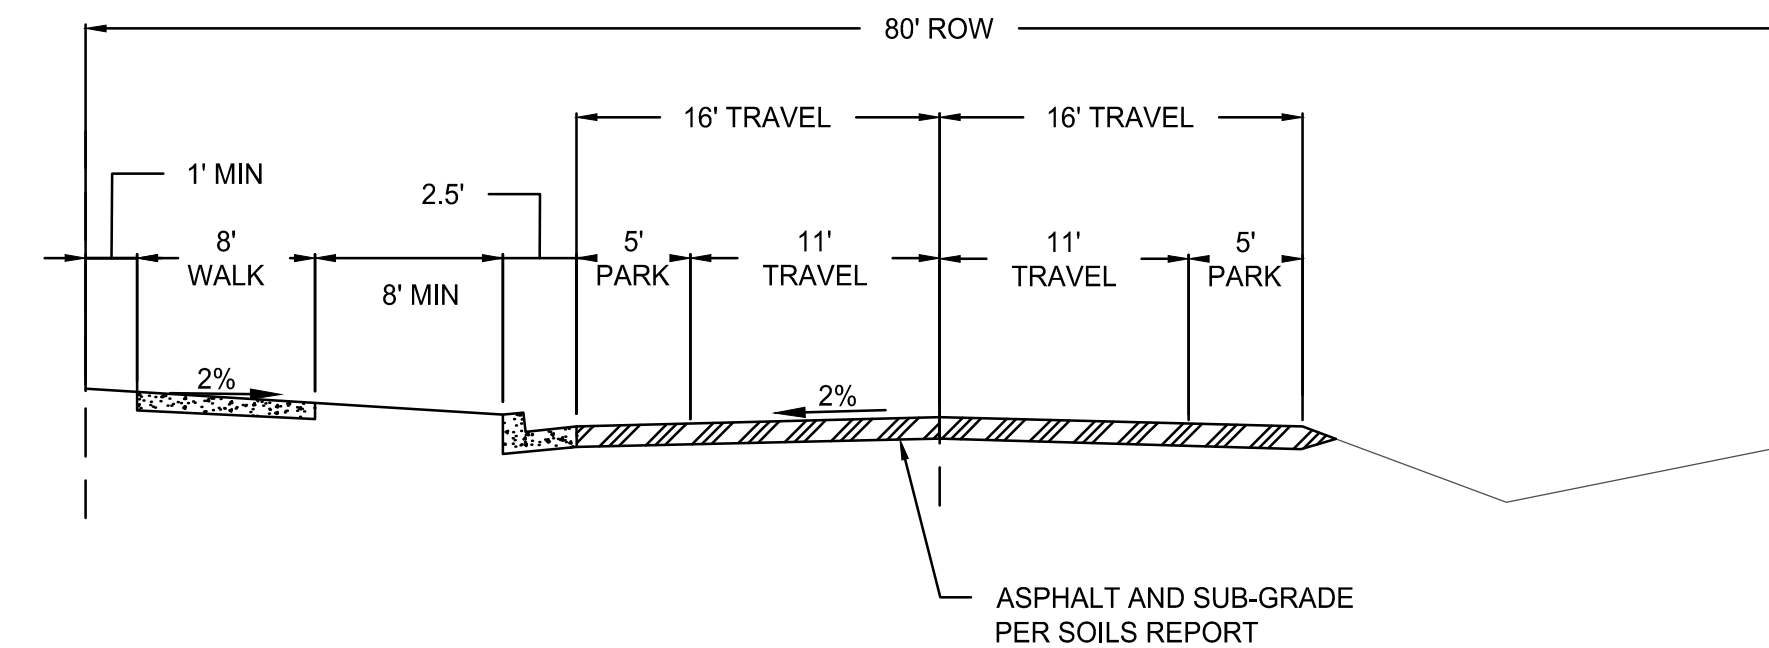 80' ROW
16' TRAVEL
16' TRAVEL
1' MIN
2.5'
8'
WALK
8' MIN
5'
PARK
11'
TRAVEL
11'
TRAVEL
5'
PARK
2%
2%
ASPHALT AND SUB-GRADE
PER SOILS REPORT